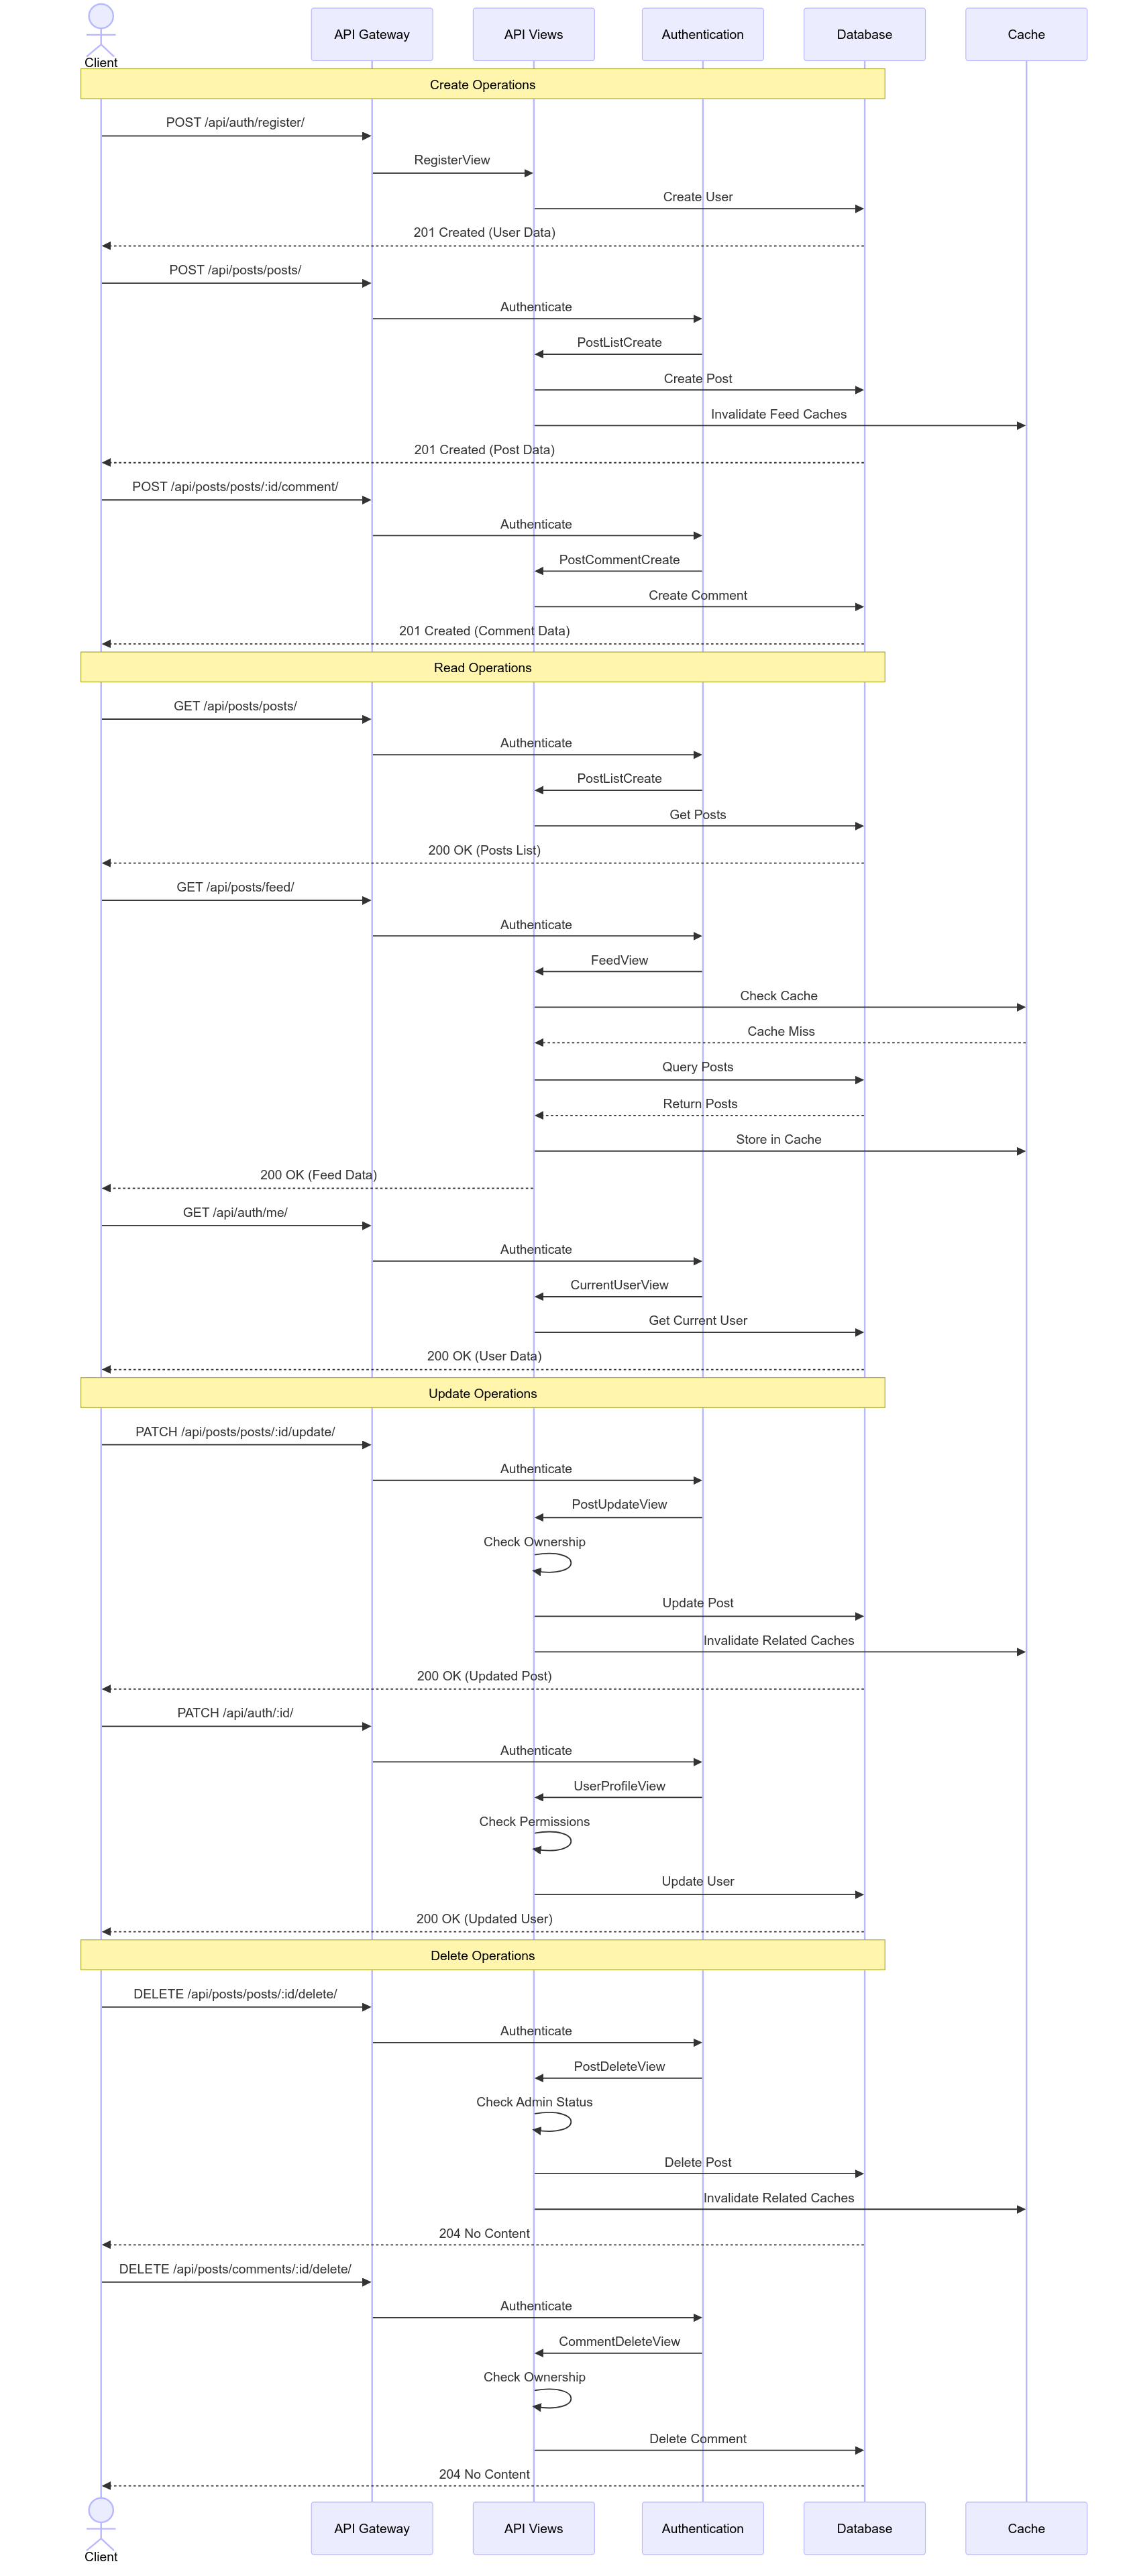 API Gateway
API Views
Authentication
Database
Cache
Client
Create Operations
POST /api/auth/register/
RegisterView
Create User
201 Created (User Data)
POST /api/posts/posts/
Authenticate
PostListCreate
Create Post
Invalidate Feed Caches
201 Created (Post Data)
POST /api/posts/posts/:id/comment/
Authenticate
PostCommentCreate
Create Comment
201 Created (Comment Data)
Read Operations
GET /api/posts/posts/
Authenticate
PostListCreate
Get Posts
200 OK (Posts List)
GET /api/posts/feed/
Authenticate
FeedView
Check Cache
Cache Miss
Query Posts
Return Posts
Store in Cache
200 OK (Feed Data)
GET /api/auth/me/
Authenticate
CurrentUserView
Get Current User
200 OK (User Data)
Update Operations
PATCH /api/posts/posts/:id/update/
Authenticate
PostUpdateView
Check Ownership
Update Post
Invalidate Related Caches
200 OK (Updated Post)
PATCH /api/auth/:id/
Authenticate
UserProfileView
Check Permissions
Update User
200 OK (Updated User)
Delete Operations
DELETE /api/posts/posts/:id/delete/
Authenticate
PostDeleteView
Check Admin Status
Delete Post
Invalidate Related Caches
204 No Content
DELETE /api/posts/comments/:id/delete/
Authenticate
CommentDeleteView
Check Ownership
Delete Comment
204 No Content
API Gateway
API Views
Authentication
Database
Cache
Client